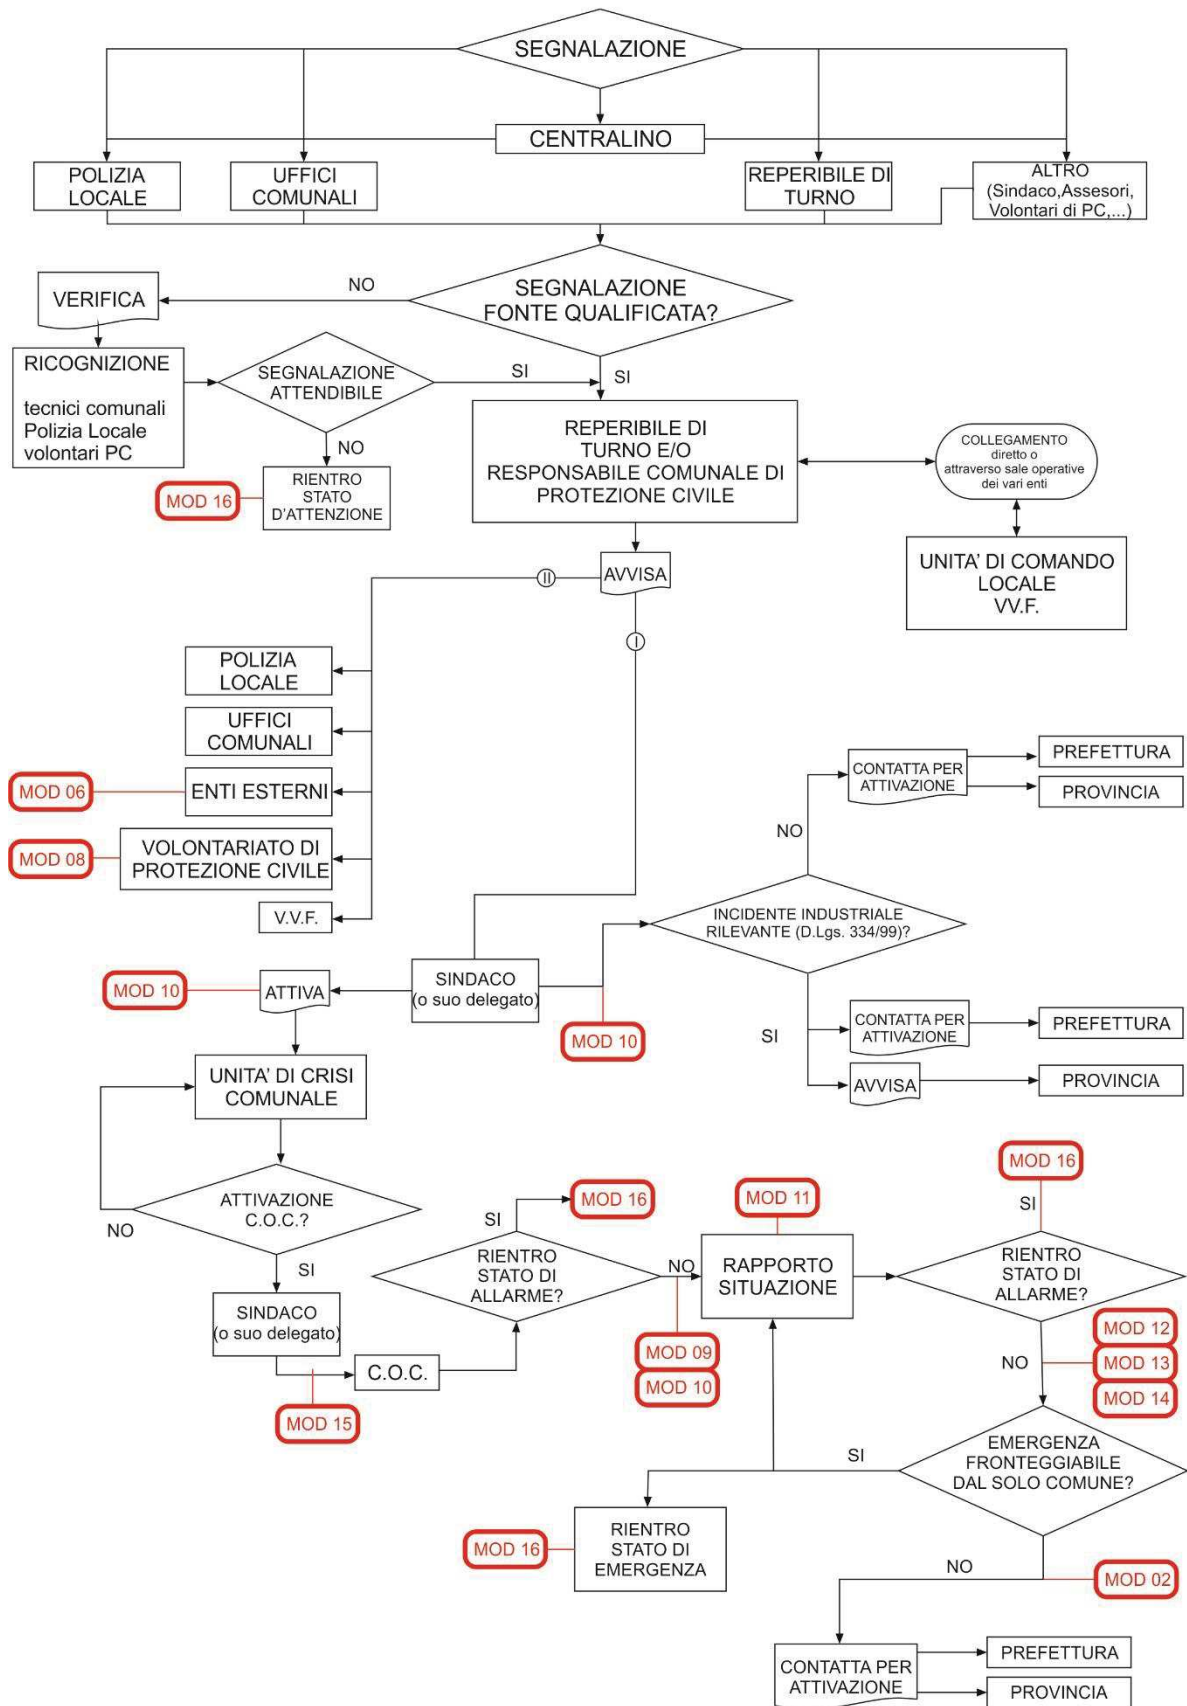 SEGNALAZIONE
CENTRALINO
POLIZIA
LOCALE
UFFICI
COMUNALI
REPERIBILE DI
TURNO
ALTRO
(Sindaco,Assesori,
Volontari di PC,...)
SEGNALAZIONE
FONTE QUALIFICATA?
NO
VERIFICA
RICOGNIZIONE
tecnici comunali
Polizia Locale
volontari PC
SEGNALAZIONE
ATTENDIBILE
SI
SI
NO
MOD 16
RIENTRO
STATO
D'ATTENZIONE
REPERIBILE DI
TURNO E/O
RESPONSABILE COMUNALE DI
PROTEZIONE CIVILE
COLLEGAMENTO
diretto o
attraverso sale operative
dei vari enti
UNITA' DI COMANDO
LOCALE
VV.F.
AVVISA
II
I
POLIZIA
LOCALE
UFFICI
COMUNALI
MOD 06
ENTI ESTERNI
MOD 08
VOLONTARIATO DI
PROTEZIONE CIVILE
V.V.F.
CONTATTA PER
ATTIVAZIONE
PREFETTURA
PROVINCIA
NO
INCIDENTE INDUSTRIALE
RILEVANTE (D.Lgs. 334/99)?
MOD 10
ATTIVA
SINDACO
(o suo delegato)
MOD 10
SI
CONTATTA PER
ATTIVAZIONE
PREFETTURA
AVVISA
PROVINCIA
UNITA' DI CRISI
COMUNALE
ATTIVAZIONE
C.O.C.?
NO
SI
SINDACO
(o suo delegato)
C.O.C.
MOD 15
SI
MOD 16
RIENTRO
STATO DI
ALLARME?
NO
MOD 09
MOD 10
MOD 11
RAPPORTO
SITUAZIONE
MOD 16
SI
RIENTRO
STATO DI
ALLARME?
NO
MOD 12
MOD 13
MOD 14
EMERGENZA
FRONTEGGIABILE
DAL SOLO COMUNE?
SI
MOD 16
RIENTRO
STATO DI
EMERGENZA
NO
MOD 02
CONTATTA PER
ATTIVAZIONE
PREFETTURA
PROVINCIA